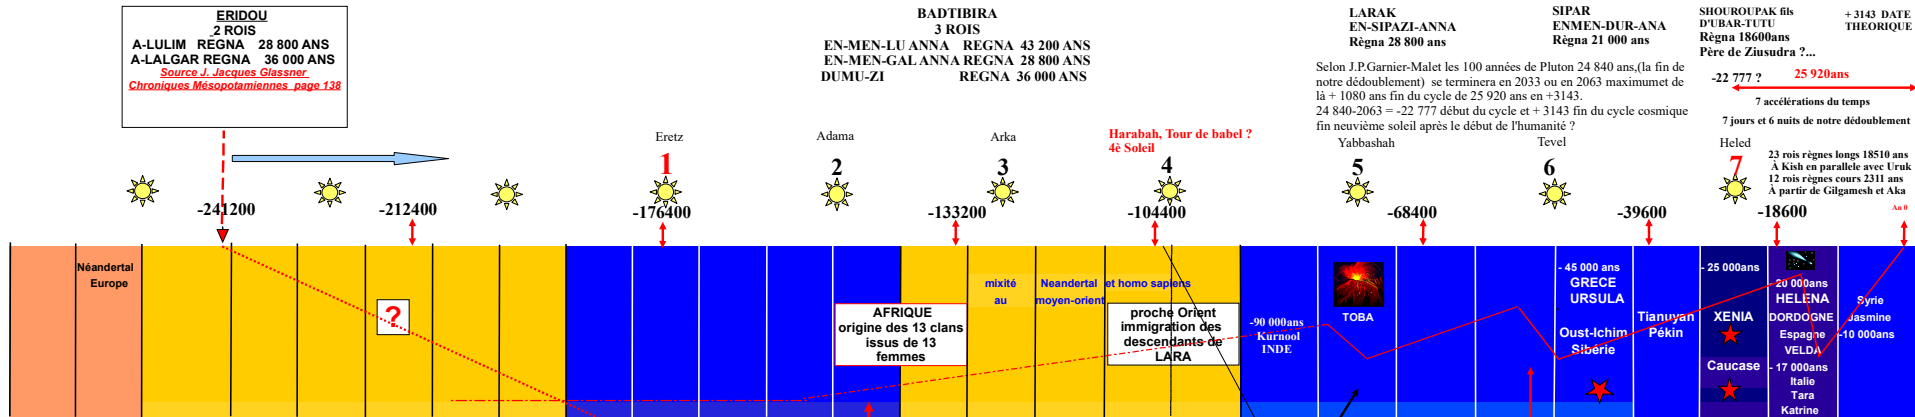 ERIDOU
2 ROIS
A-LULIM REGNA 28 800 ANS
A-LALGAR REGNA 36 000 ANS
Source J. Jacques Glassner
Chroniques Mésopotamiennes page 138
BADTIBIRA
3 ROIS
EN-MEN-LU ANNA REGNA 43 200 ANS
EN-MEN-GAL ANNA REGNA 28 800 ANS
DUMU-ZI REGNA 36 000 ANS
LARAK
EN-SIPAZI-ANNA
Règna 28 800 ans
SIPAR
ENMEN-DUR-ANA
Règna 21 000 ans
SHOUROUPAK fils
D'UBAR-TUTU
Règna 18600ans
Père de Ziusudra ?...
+ 3143 DATE
THEORIQUE
Selon J.P.Garnier-Malet les 100 années de Pluton 24 840 ans,(la fin de
notre dédoublement) se terminera en 2033 ou en 2063 maximumet de
là + 1080 ans fin du cycle de 25 920 ans en +3143.
24 840-2063 = -22 777 début du cycle et + 3143 fin du cycle cosmique
fin neuvième soleil après le début de l'humanité ?
-22 777 ?
25 920ans
7 accélérations du temps
7 jours et 6 nuits de notre dédoublement
Eretz
1
Adama
2
Arka
3
Harabah, Tour de babel ?
4è Soleil
4
Yabbashah
5
Tevel
6
Heled
7
23 rois règnes longs 18510 ans
À Kish en parallele avec Uruk
12 rois règnes cours 2311 ans
À partir de Gilgamesh et Aka
-241200
-212400
-176400
-133200
-104400
-68400
-39600
-18600
An 0
Néandertal
Europe
?
AFRIQUE
origine des 13 clans
issus de 13
femmes
mixité Neandertal et homo sapiens
au moyen-orient
proche Orient
immigration des
descendants de
LARA
-90 000ans
Kurnool
INDE
TOBA
- 45 000 ans
GRECE
URSULA
Oust-Ichim
Sibérie
Tianuyan
Pékin
- 25 000ans
XENIA
Caucase
20 000ans
HELENA
DORDOGNE
Espagne
VELDA
- 17 000ans
Italie
Tara
Katrine
Syrie
Jasmine
-10 000ans